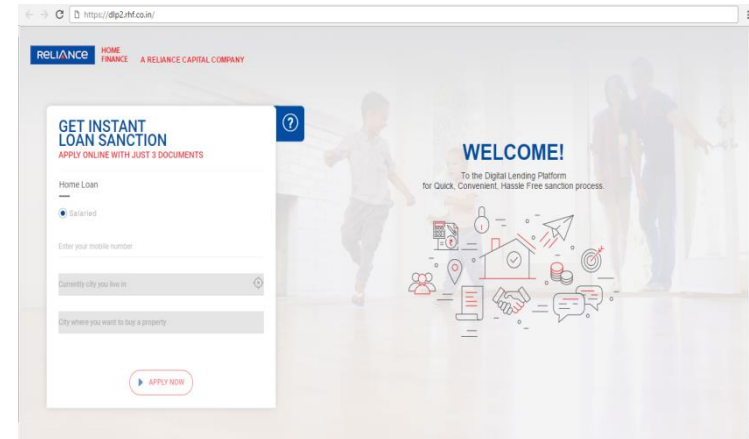 https://dlp2.rhf.co.in/
RELIANCE HOME FINANCE A RELIANCE CAPITAL COMPANY
GET INSTANT
LOAN SANCTION
APPLY ONLINE WITH JUST 3 DOCUMENTS
Home Loan
Salaried
Enter your mobile number
Currently city you live in
City where you want to buy a property
APPLY NOW
?
WELCOME!
To the Digital Lending Platform
for Quick, Convenient, Hassle Free sanction process.